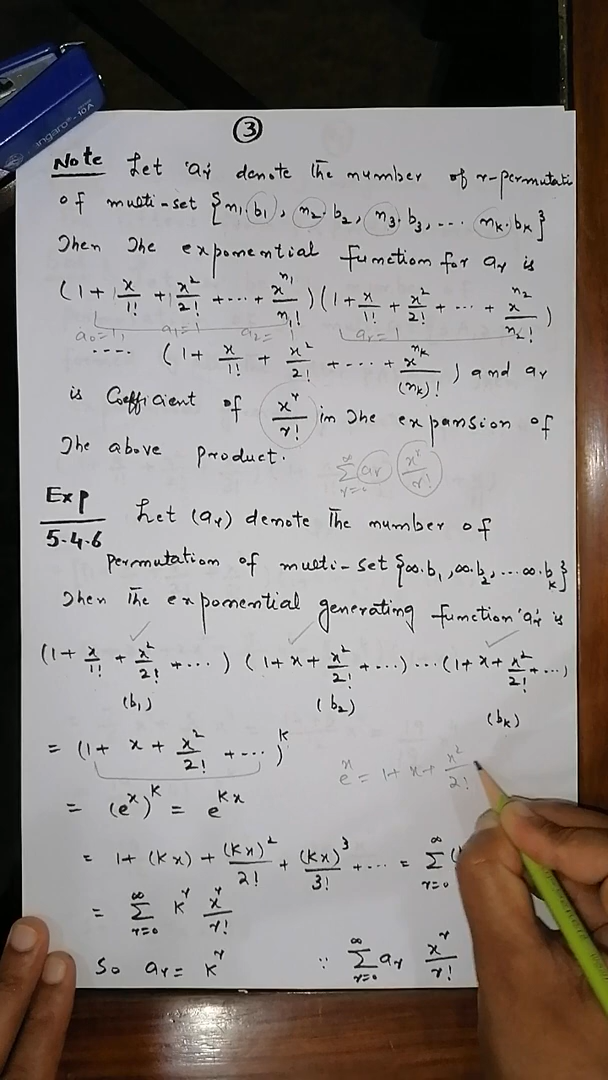 ingaro - 10A
③
Note Let 'ar denote The number of r-permutati
of multi-set {n1.b1, n2.b2, n3.b3, .... nk.bk}
Then The exponential function for ar is
(1+ x/1! + x²/2! + .... + x^n1/n1!) (1+ x/1! + x²/2! + ... + x^n2/n2!)
a0=1, a1=1 a2=1 ar=1
.... (1+ x/1! + x²/2! + .... + x^nk/(nk)!) and ar
is Coefficient of x^r/r! in The expansion of
The above product.
∑_{r=0}^∞ ar x^r/r!
Exp
5.4.6 Let (ar) denote The number of
permutation of multi-set {∞.b1, ∞.b2, ... ∞.bk}
Then The exponential generating function 'ar is
(1+ x/1! + x²/2! + ....) (1+x+ x²/2! + ...) ... (1+x+ x²/2! + ...)
(b1) (b2) (bk)
= (1+ x + x²/2! + ....)^k
e^x = 1+x+ x²/2!
= (e^x)^k = e^kx
= 1+ (kx) + (kx)²/2! + (kx)³/3! + .... = ∑_{r=0}^∞ (
= ∑_{r=0}^∞ k^r x^r/r!
So ar = k^r ∵ ∑_{r=0}^∞ ar x^r/r!